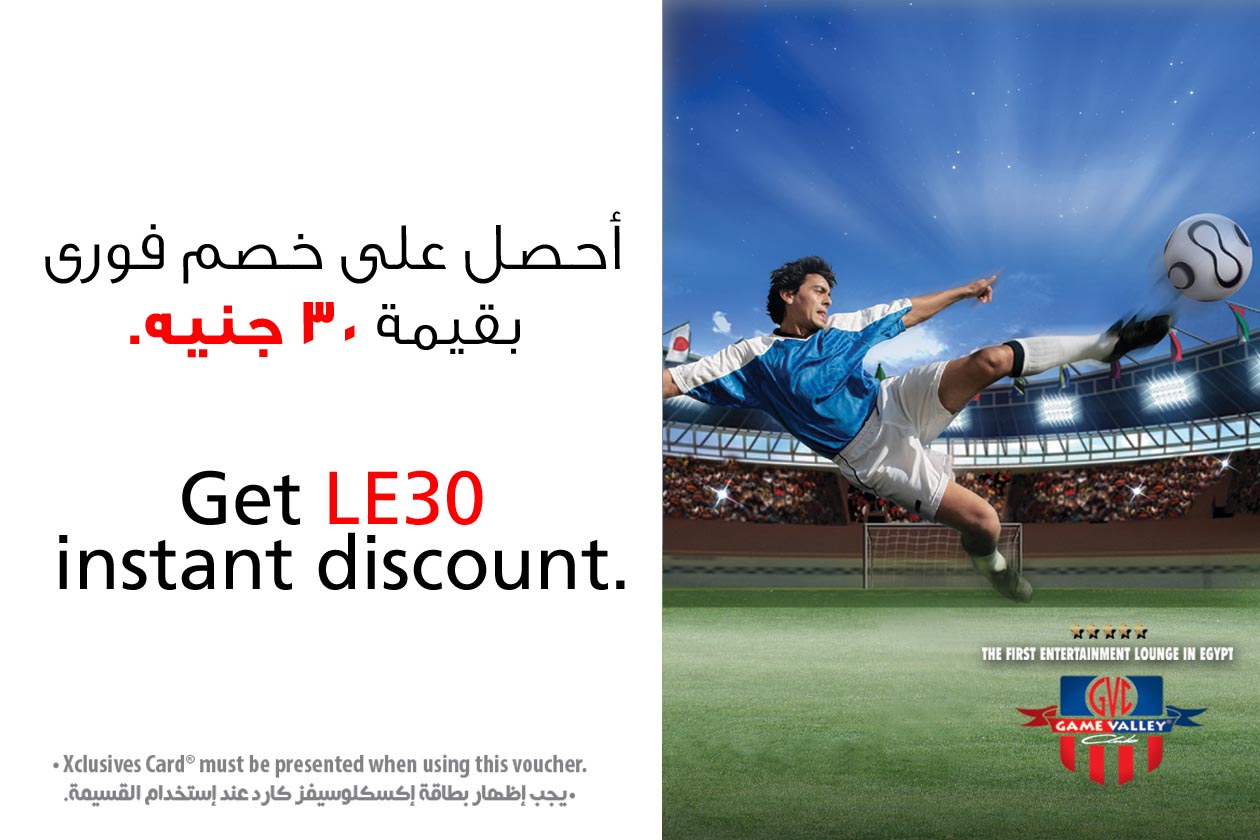 أحصل على خصم فورى
بقيمة ٣٠ جنيه.
Get LE30
instant discount.
• Xclusives Card® must be presented when using this voucher.
•يجب إظهار بطاقة إكسكلوسيفز كارد عند إستخدام القسيمة.
THE FIRST ENTERTAINMENT LOUNGE IN EGYPT
GVC
GAME VALLEY®
Club